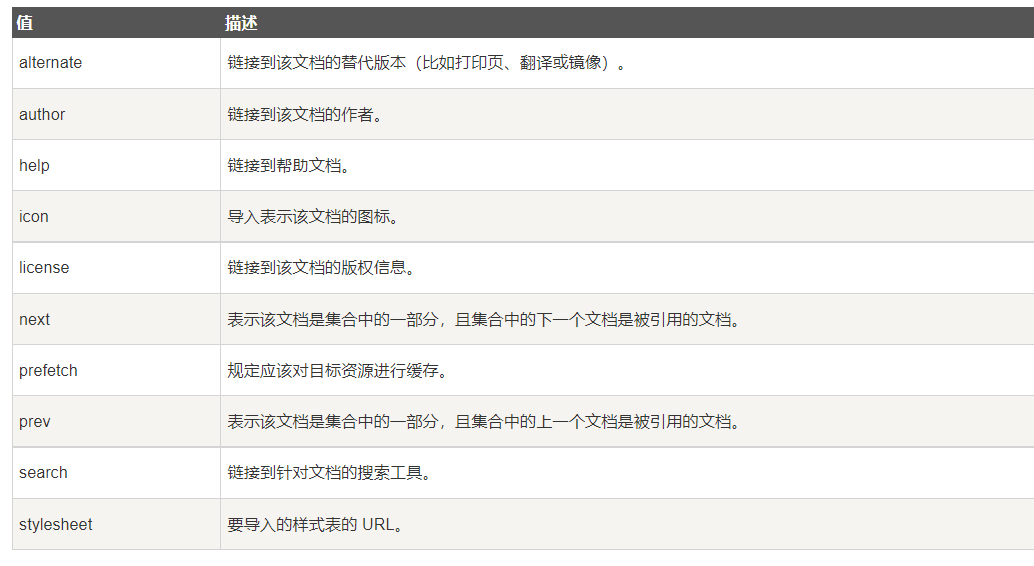 值 描述
alternate 链接到该文档的替代版本（比如打印页、翻译或镜像）。
author 链接到该文档的作者。
help 链接到帮助文档。
icon 导入表示该文档的图标。
license 链接到该文档的版权信息。
next 表示该文档是集合中的一部分，且集合中的下一个文档是被引用的文档。
prefetch 规定应该对目标资源进行缓存。
prev 表示该文档是集合中的一部分，且集合中的上一个文档是被引用的文档。
search 链接到针对文档的搜索工具。
stylesheet 要导入的样式表的 URL。